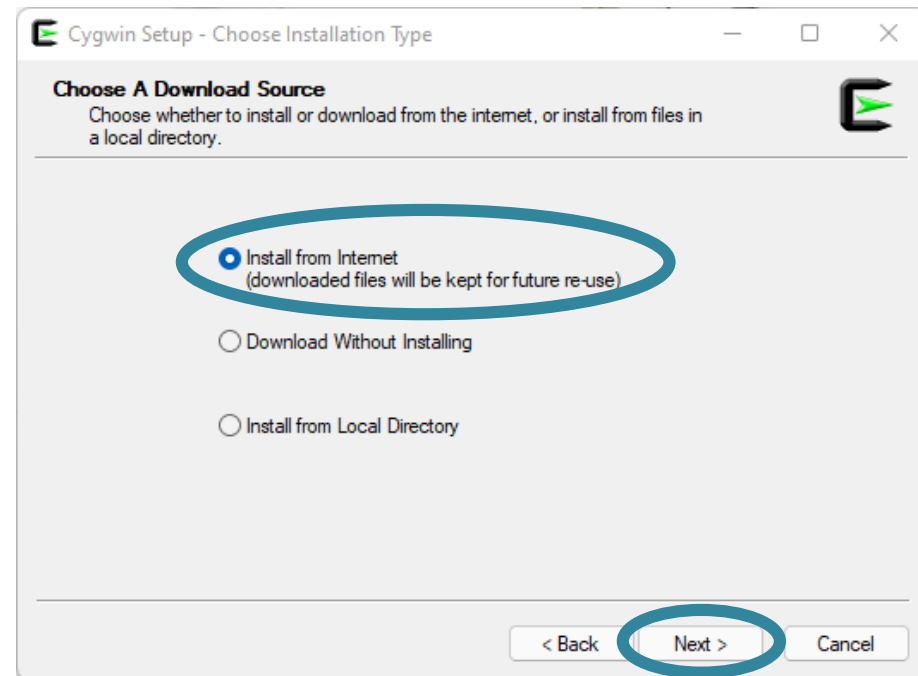 Cygwin Setup - Choose Installation Type
Choose A Download Source
Choose whether to install or download from the internet, or install from files in
a local directory.
Install from Internet
(downloaded files will be kept for future re-use)
Download Without Installing
Install from Local Directory
< Back Next > Cancel